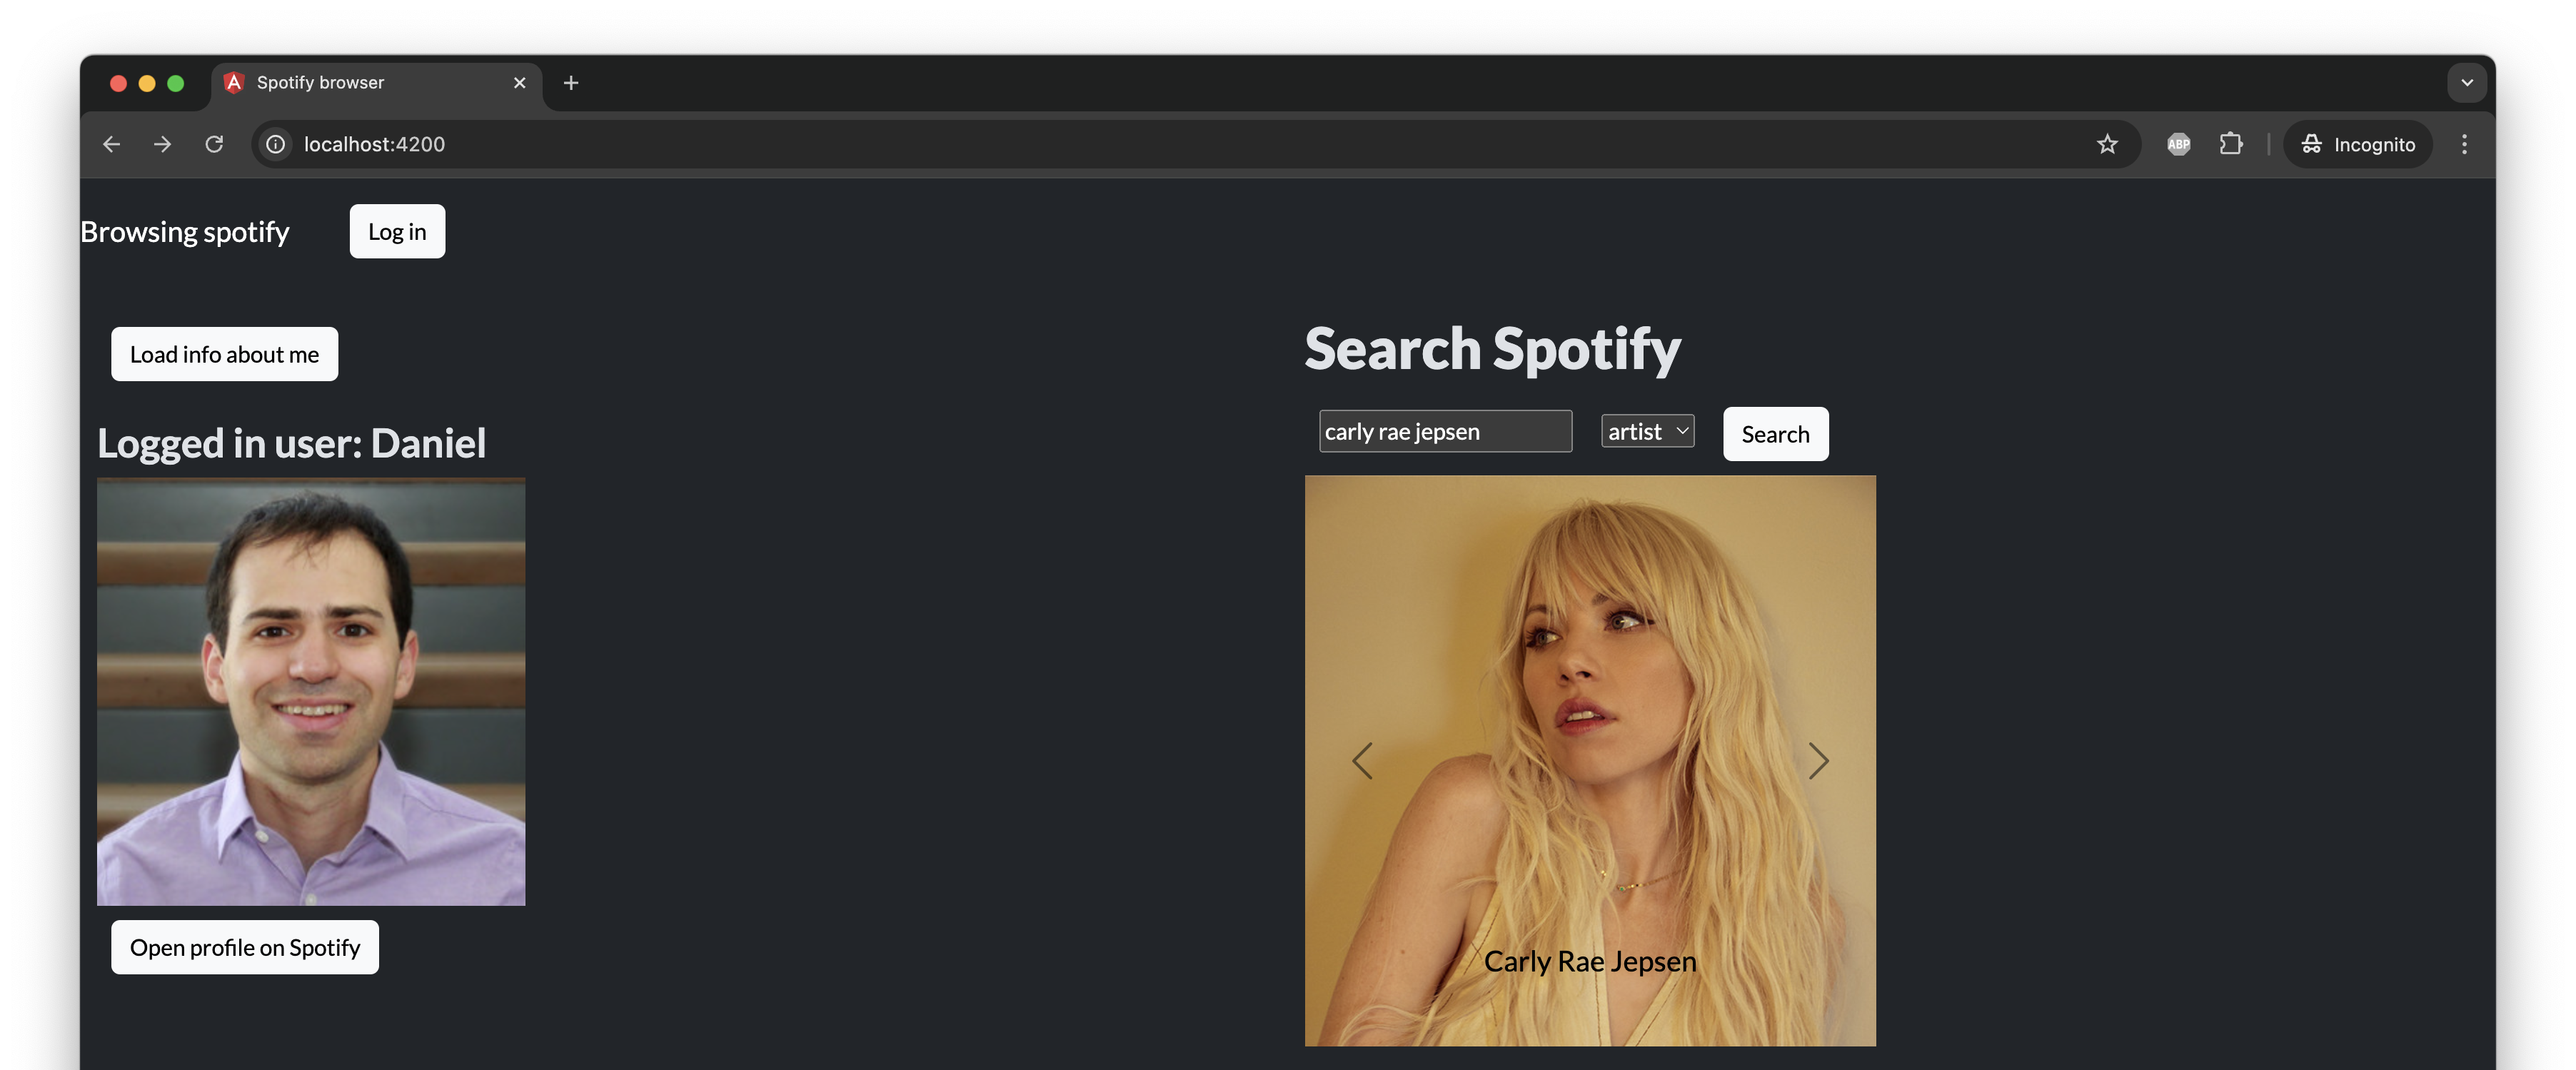 Spotify browser
localhost:4200
ABP
Incognito
Browsing spotify
Log in
Load info about me
Logged in user: Daniel
Open profile on Spotify
Search Spotify
carly rae jepsen
artist
Search
Carly Rae Jepsen